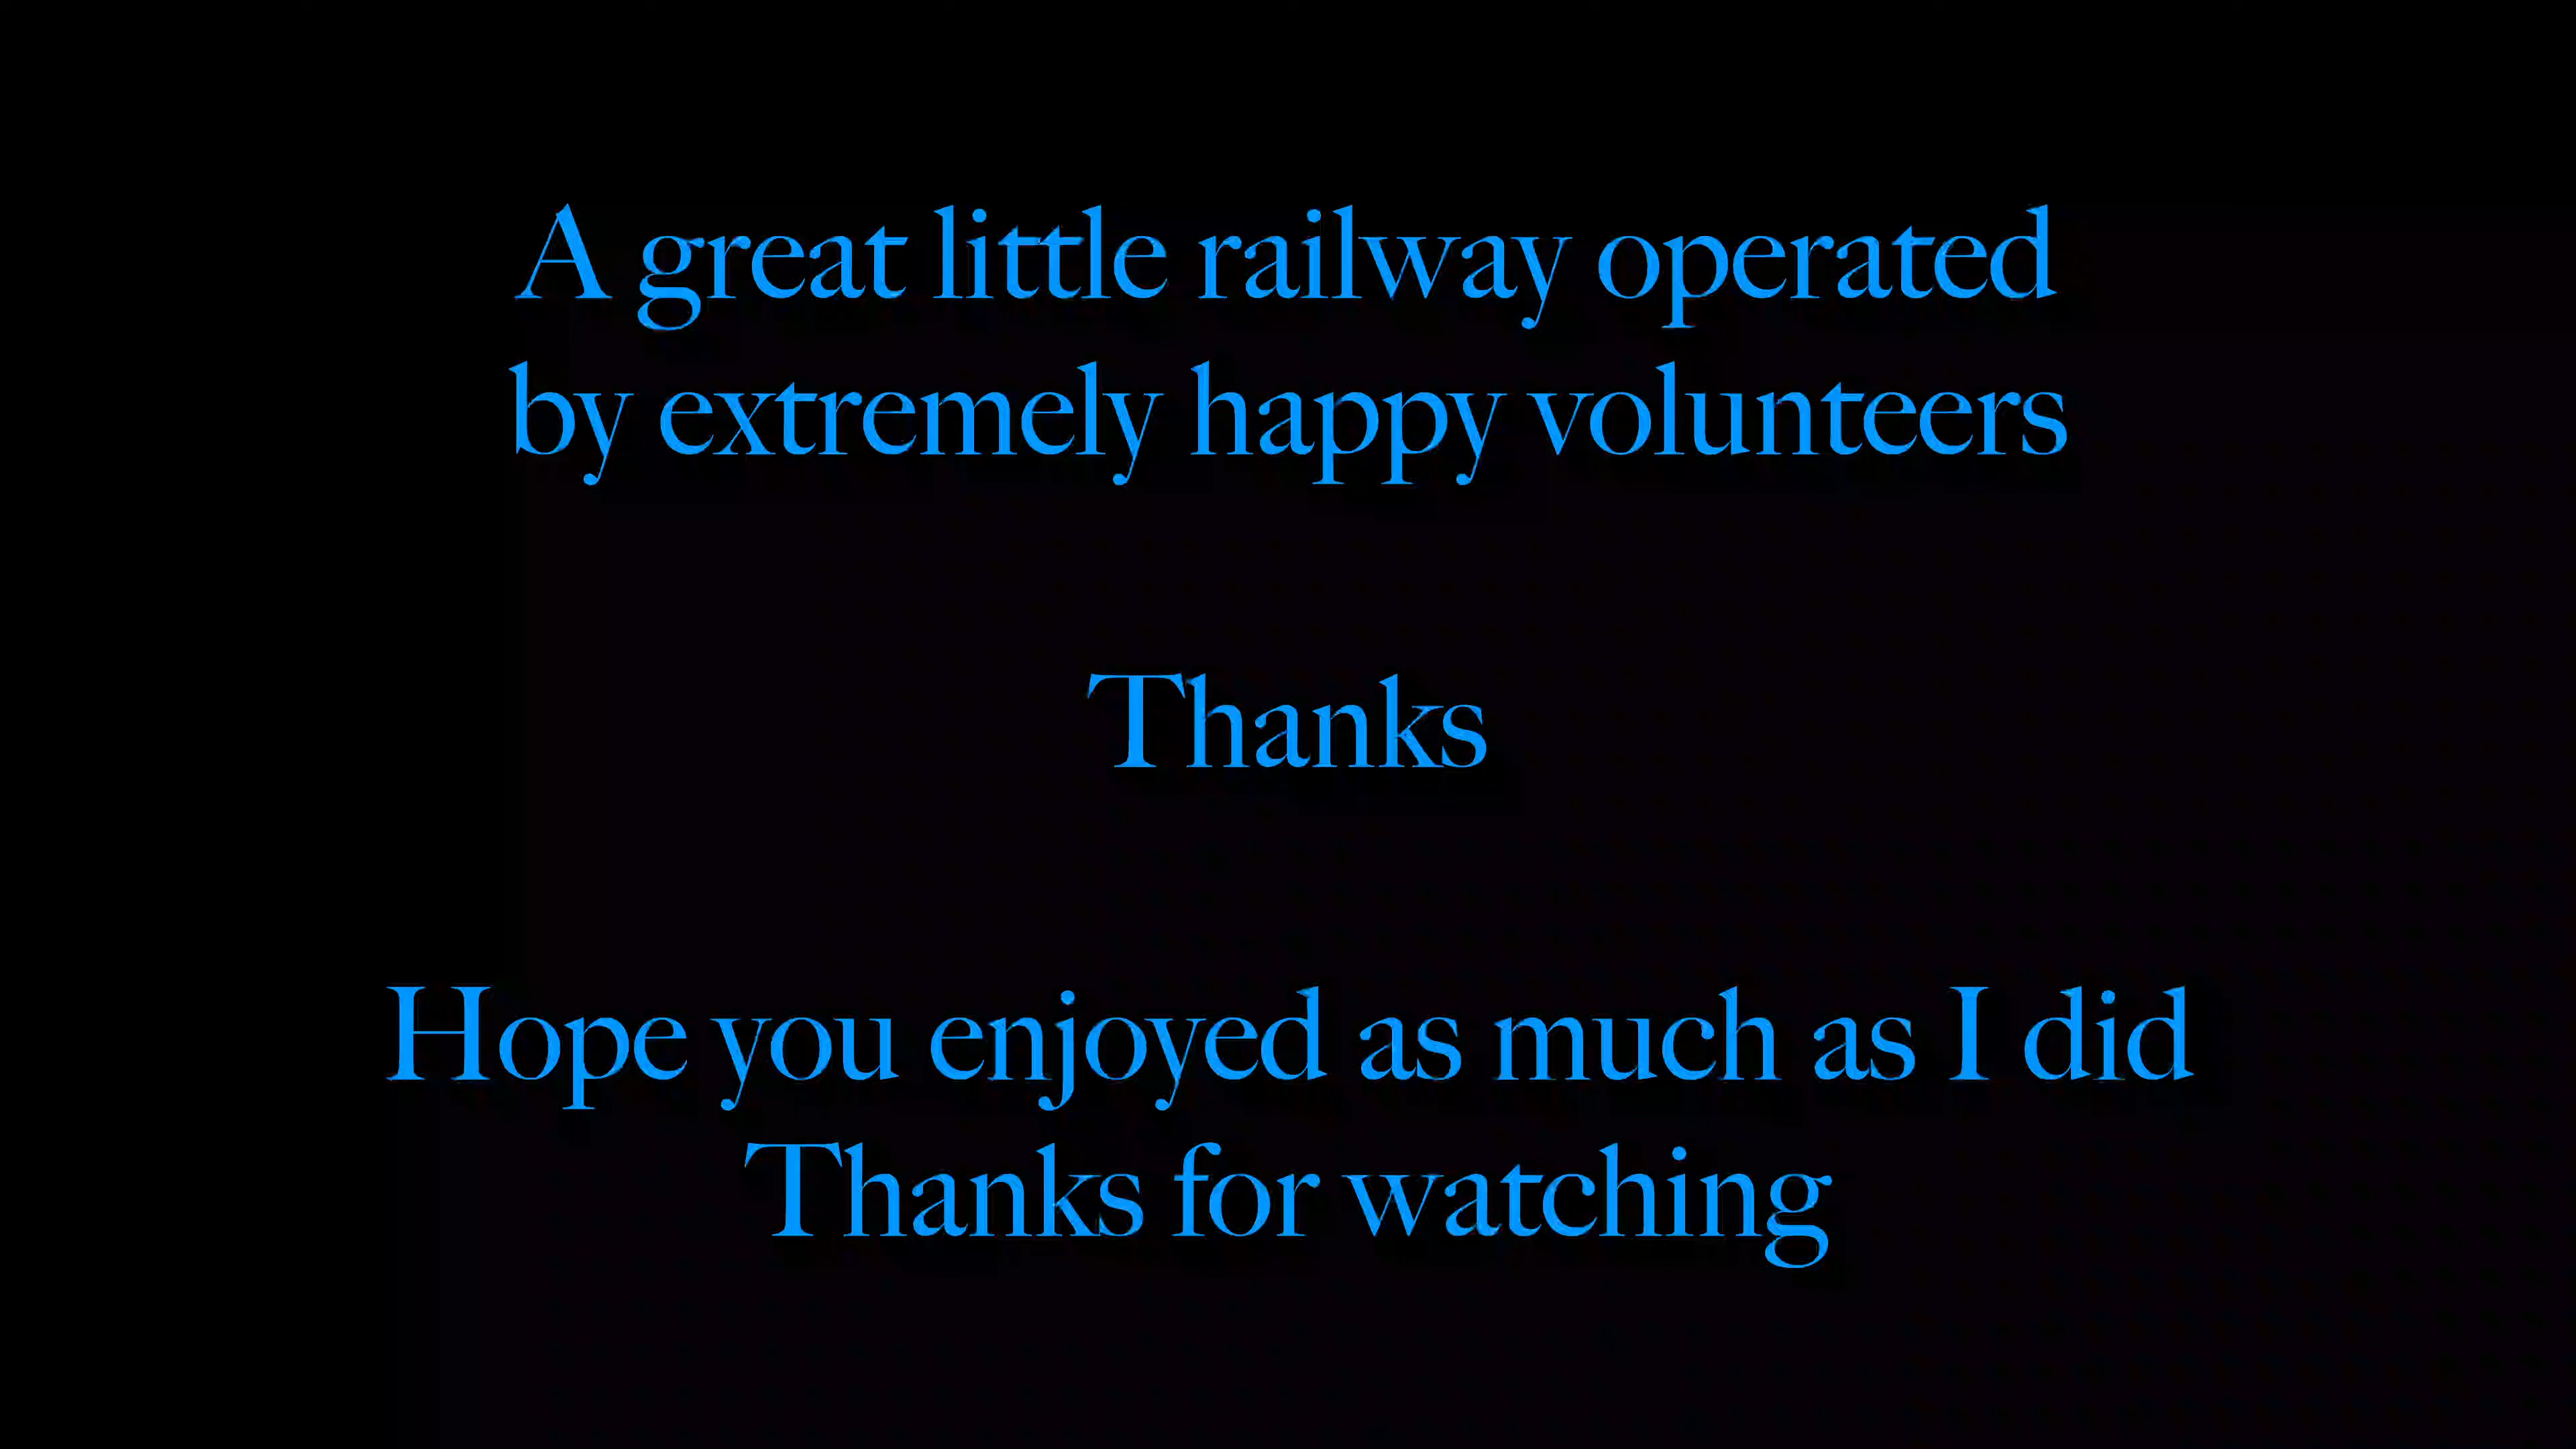 A great little railway operated
by extremely happy volunteers
Thanks
Hope you enjoyed as much as I did
Thanks for watching